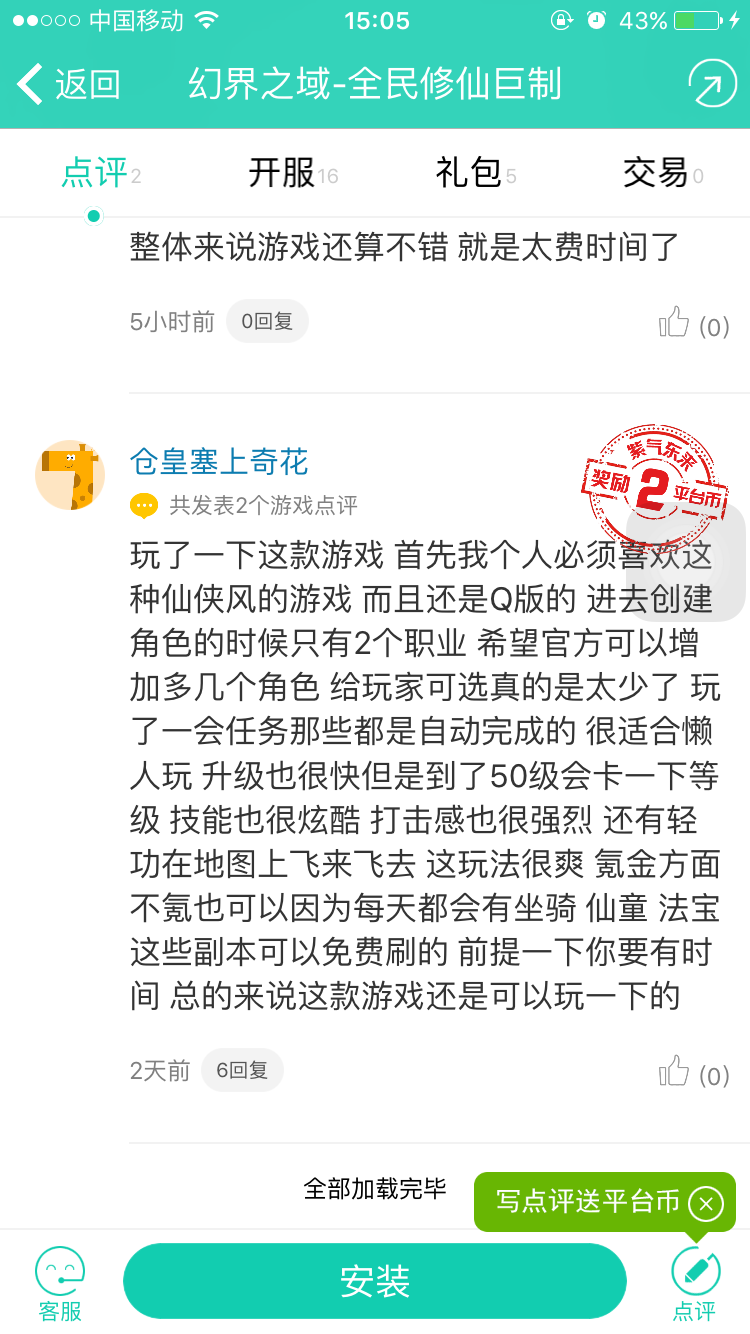 中国移动 15:05 43%
返回 幻界之域-全民修仙巨制
点评2 开服16 礼包5 交易0
整体来说游戏还算不错 就是太费时间了
5小时前 0回复 (0)
仓皇塞上奇花
共发表2个游戏点评
紫气东来
奖励2平台币
玩了一下这款游戏 首先我个人必须喜欢这
种仙侠风的游戏 而且还是Q版的 进去创建
角色的时候只有2个职业 希望官方可以增
加多几个角色 给玩家可选真的是太少了 玩
了一会任务那些都是自动完成的 很适合懒
人玩 升级也很快但是到了50级会卡一下等
级 技能也很炫酷 打击感也很强烈 还有轻
功在地图上飞来飞去 这玩法很爽 氪金方面
不氪也可以因为每天都会有坐骑 仙童 法宝
这些副本可以免费刷的 前提一下你要有时
间 总的来说这款游戏还是可以玩一下的
2天前 6回复 (0)
全部加载完毕
写点评送平台币
客服 安装 点评